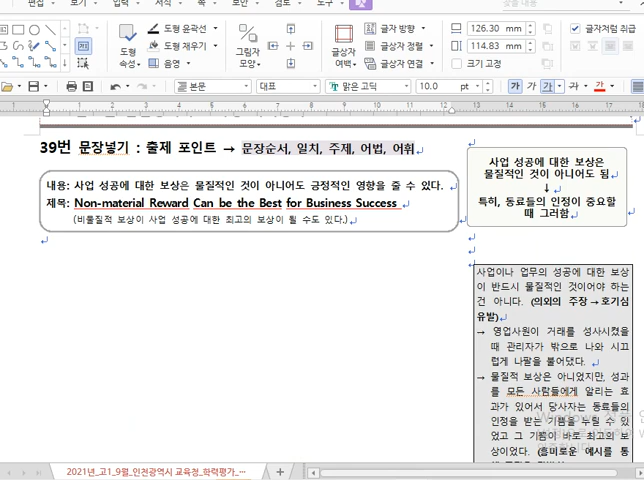 편집
보기
입력
서식
쪽
보안
검토
도구
도형 윤곽선
글자 방향
126.30 mm
글자처럼 취급
도형 채우기
글상자 정렬
114.83 mm
도형
속성
음영
그림자
모양
글상자
여백
글상자 연결
크기 고정
본문
대표
맑은 고딕
10.0 pt
가 가 가 가
39번 문장넣기 : 출제 포인트 → 문장순서, 일치, 주제, 어법, 어휘
내용: 사업 성공에 대한 보상은 물질적인 것이 아니어도 긍정적인 영향을 줄 수 있다.
제목: Non-material Reward Can be the Best for Business Success
(비물질적 보상이 사업 성공에 대한 최고의 보상이 될 수도 있다.)
사업 성공에 대한 보상은
물질적인 것이 아니어도 됨
↓
특히, 동료들의 인정이 중요할
때 그러함
사업이나 업무의 성공에 대한 보상
이 반드시 물질적인 것이어야 하는
건 아니다. (의외의 주장 → 호기심
유발)
→ 영업사원이 거래를 성사시켰을
때 관리자가 밖으로 나와 시끄
럽게 나팔을 불어댔다.
→ 물질적 보상은 아니었지만, 성과
를 모든 사람들에게 알리는 효
과가 있어서 당사자는 동료들의
인정을 받는 기쁨을 누릴 수 있
었고 그 기쁨이 바로 최고의 보
상이었다. (흥미로운 예시를 통
2021년_고1_9월_인천광역시 교육청_학력평가_...